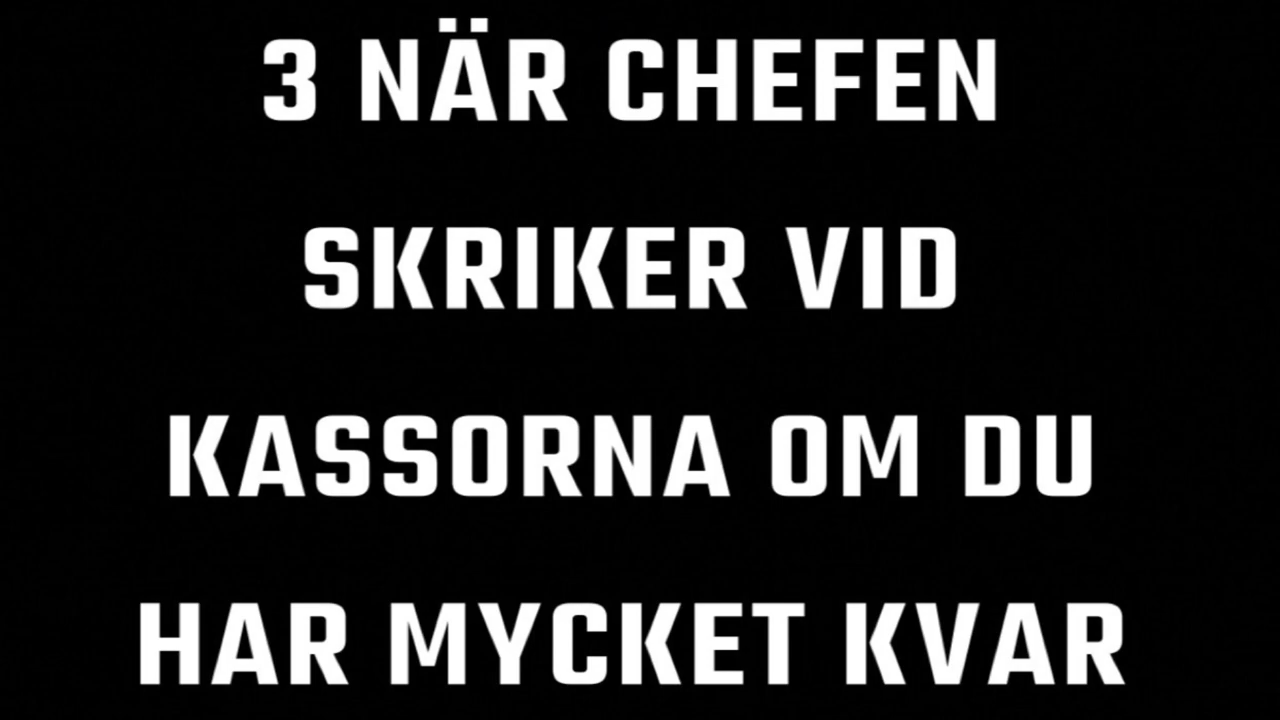 3 NÄR CHEFEN
SKRIKER VID
KASSORNA OM DU
HAR MYCKET KVAR